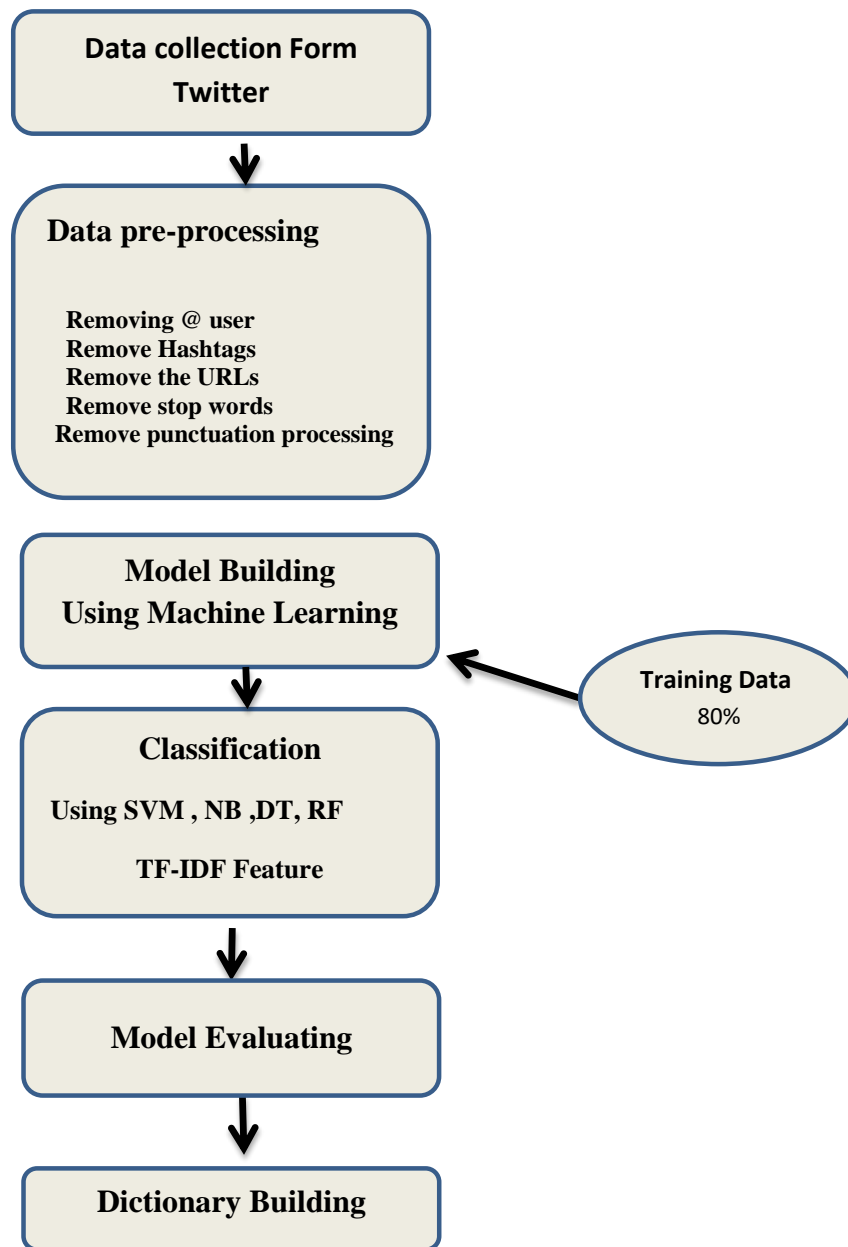 Data collection Form
Twitter
Data pre-processing
Removing @ user
Remove Hashtags
Remove the URLs
Remove stop words
Remove punctuation processing
Model Building
Using Machine Learning
Training Data
80%
Classification
Using SVM , NB ,DT, RF
TF-IDF Feature
Model Evaluating
Dictionary Building